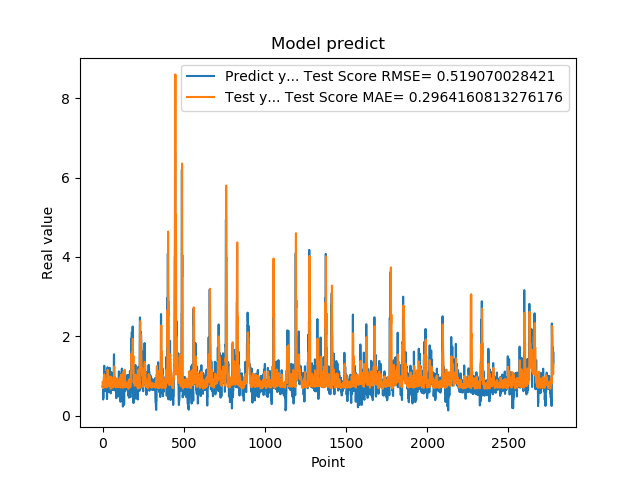 Model predict
Predict y... Test Score RMSE= 0.519070028421
Test y... Test Score MAE= 0.2964160813276176
8
6
4
2
0
Real value
0 500 1000 1500 2000 2500
Point